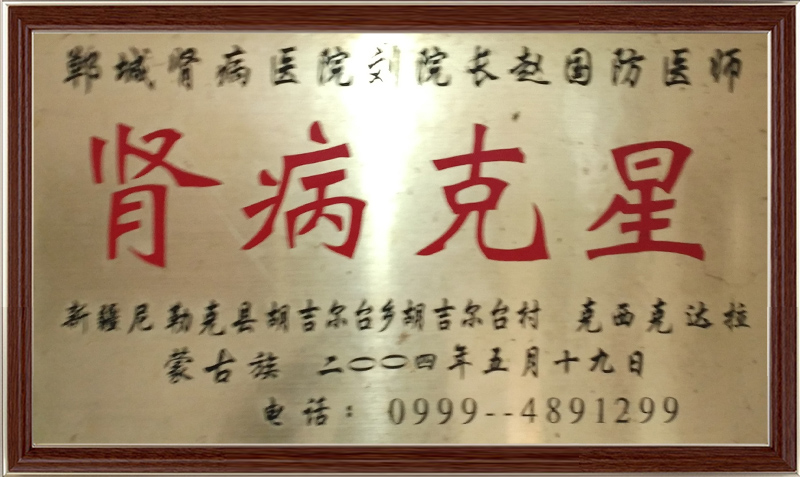 郓城肾病医院刘院长赵国防医师
肾病克星
新疆尼勒克县胡吉尔台乡胡吉尔台村 克西克达拉
蒙古族 二〇〇四年五月十九日
电话：0999--4891299